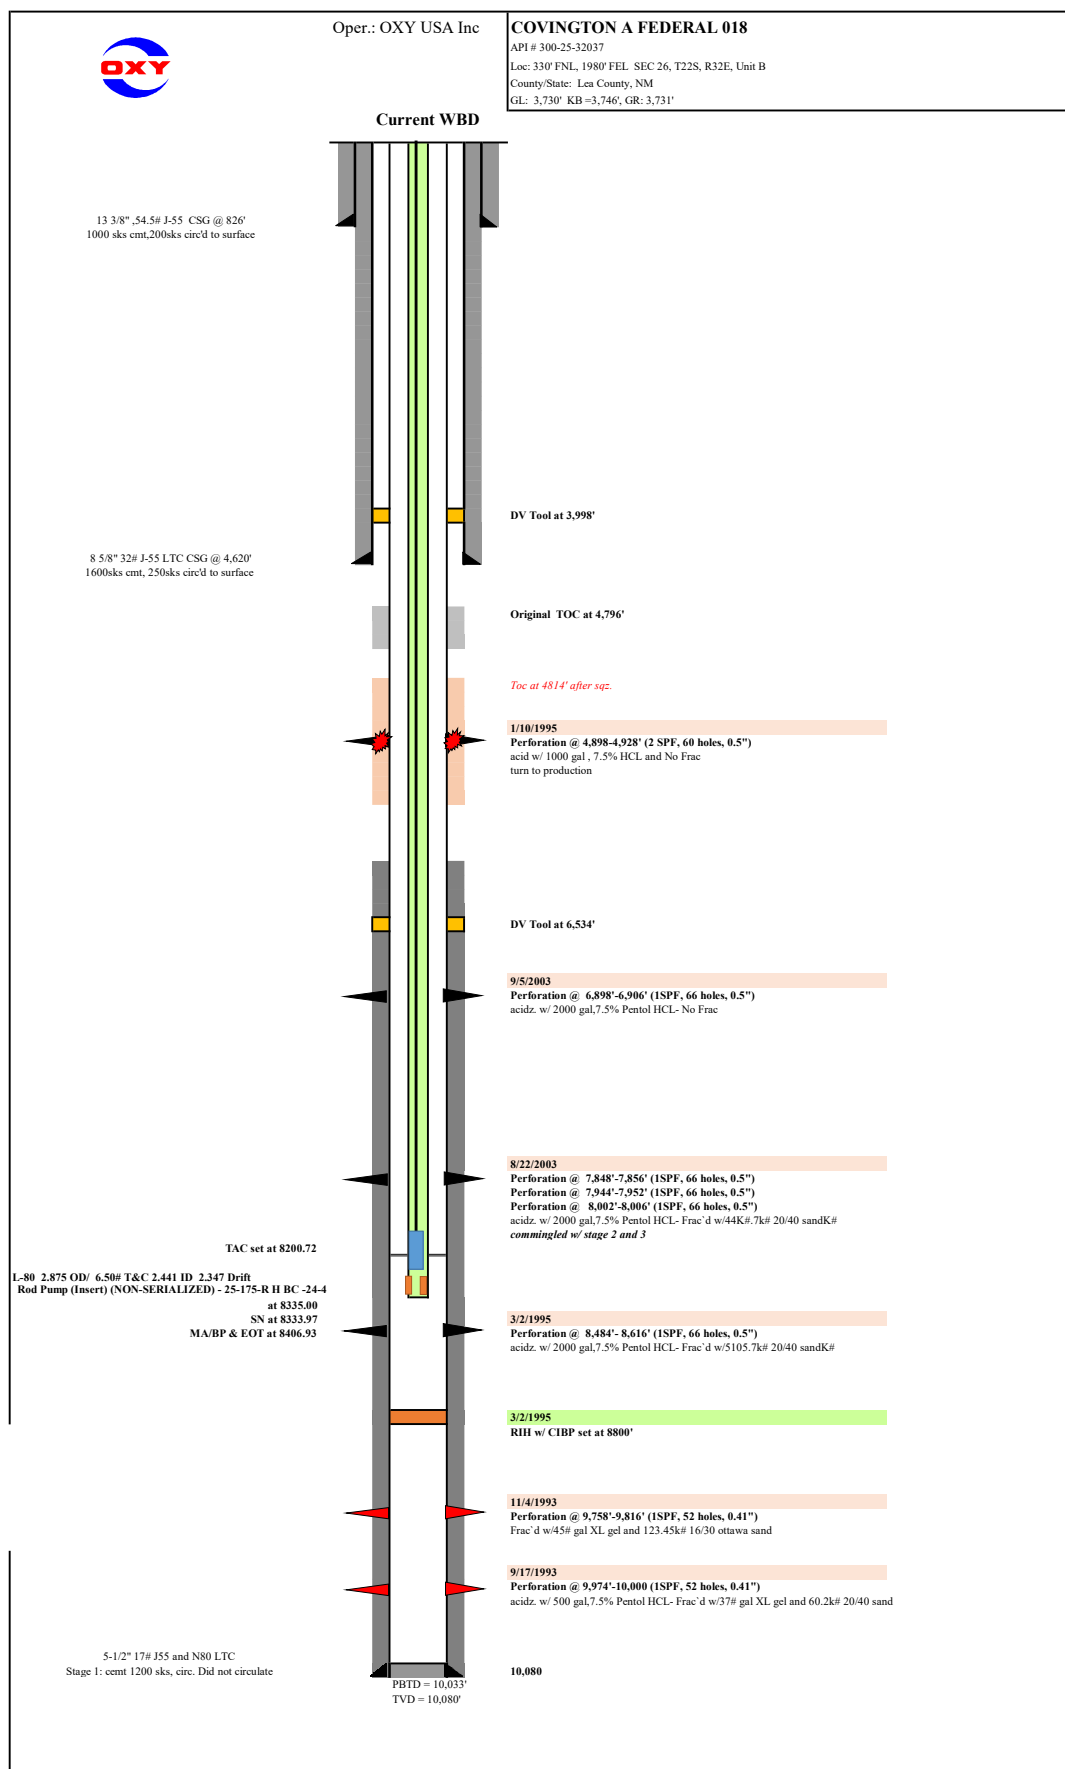 Oper.: OXY USA Inc
COVINGTON A FEDERAL 018
API # 300-25-32037
Loc: 330' FNL, 1980' FEL  SEC 26, T22S, R32E, Unit B
County/State:  Lea County, NM
GL:  3,730'  KB =3,746', GR: 3,731'
OXY
Current WBD
13 3/8" ,54.5# J-55  CSG @ 826'
1000 sks cmt,200sks circ'd to surface
DV Tool at 3,998'
8 5/8" 32# J-55 LTC CSG @ 4,620'
1600sks cmt, 250sks circ'd to surface
Original  TOC at 4,796'
Toc at 4814' after sqz.
1/10/1995
Perforation @ 4,898-4,928' (2 SPF, 60 holes, 0.5")
acid w/ 1000 gal , 7.5% HCL and No Frac
turn to production
DV Tool at 6,534'
9/5/2003
Perforation @  6,898'-6,906' (1SPF, 66 holes, 0.5")
acidz. w/ 2000 gal,7.5% Pentol HCL- No Frac
8/22/2003
Perforation @  7,848'-7,856' (1SPF, 66 holes, 0.5")
Perforation @  7,944'-7,952' (1SPF, 66 holes, 0.5")
Perforation @   8,002'-8,006' (1SPF, 66 holes, 0.5")
acidz. w/ 2000 gal,7.5% Pentol HCL- Frac`d w/44K#.7k# 20/40 sandK#
commingled w/ stage 2 and 3
TAC set at 8200.72
L-80  2.875 OD/  6.50# T&C 2.441 ID  2.347 Drift
Rod Pump (Insert) (NON-SERIALIZED) - 25-175-R H BC -24-4
at 8335.00
SN at 8333.97
MA/BP & EOT at 8406.93
3/2/1995
Perforation @  8,484'- 8,616' (1SPF, 66 holes, 0.5")
acidz. w/ 2000 gal,7.5% Pentol HCL- Frac`d w/5105.7k# 20/40 sandK#
3/2/1995
RIH w/ CIBP set at 8800'
11/4/1993
Perforation @ 9,758'-9,816' (1SPF, 52 holes, 0.41")
Frac'd w/45# gal XL gel and 123.45k# 16/30 ottawa sand
9/17/1993
Perforation @ 9,974'-10,000 (1SPF, 52 holes, 0.41")
acidz. w/ 500 gal,7.5% Pentol HCL- Frac`d w/37# gal XL gel and 60.2k# 20/40 sand
5-1/2" 17# J55 and N80 LTC
Stage 1: cemt 1200 sks, circ. Did not circulate
10,080
PBTD = 10,033'
TVD = 10,080'